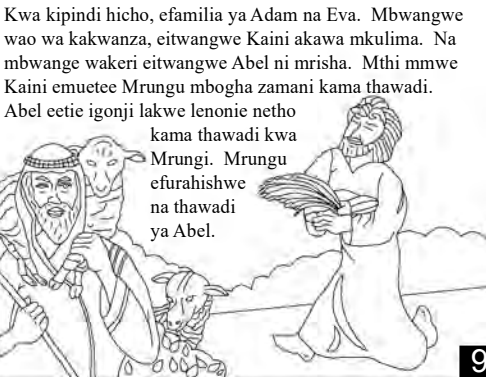 Kwa kipindi hicho, efamilia ya Adam na Eva.  Mbwangwe
wao wa kakwanza, eitwangwe Kaini akawa mkulima.  Na
mbwange wakeri eitwangwe Abel ni mrisha.  Mthi mmwe
Kaini emuetee Mrungu mbogha zamani kama thawadi.
Abel eetie igonji lakwe lenonie netho
kama thawadi kwa
Mrungi.  Mrungu
efurahishwe
na thawadi
ya Abel.
9